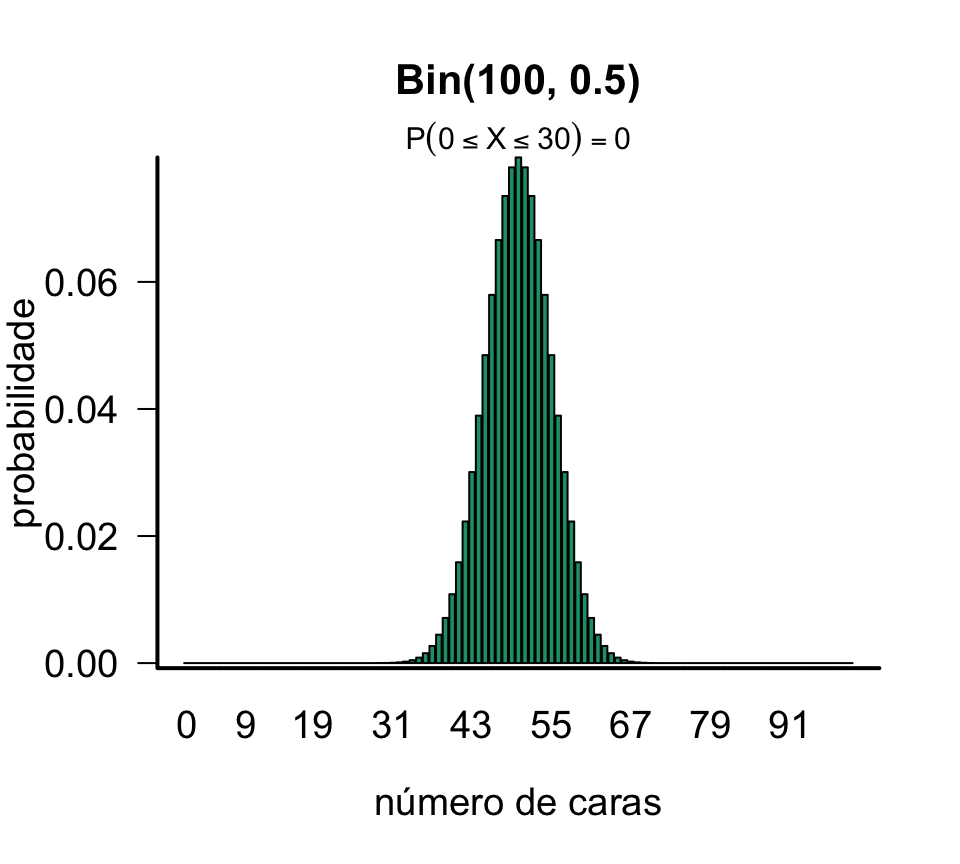 Bin(100, 0.5)
P(0 ≤ X ≤ 30) = 0
probabilidade
0.06
0.04
0.02
0.00
0 9 19 31 43 55 67 79 91
número de caras